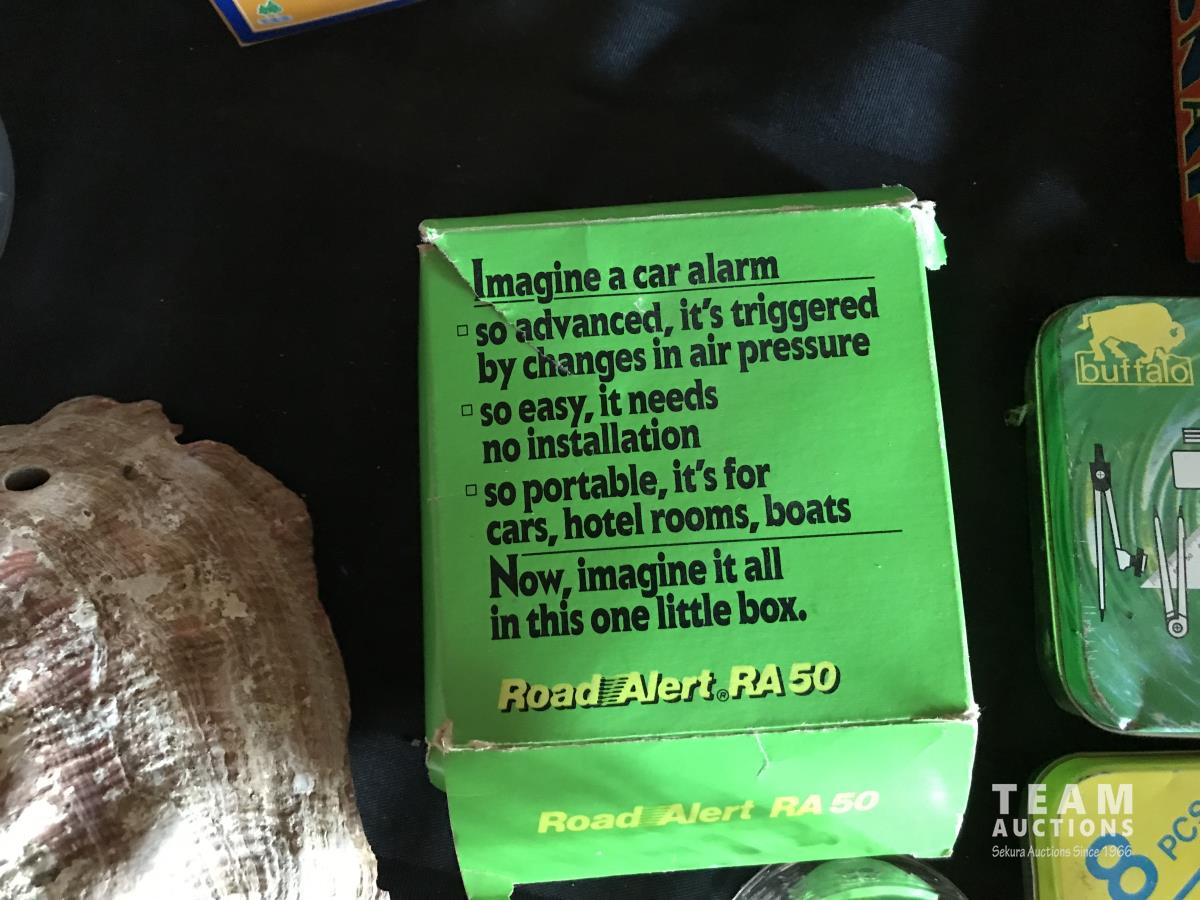 Imagine a car alarm
□ so advanced, it's triggered
by changes in air pressure
□ so easy, it needs
no installation
□ so portable, it's for
cars, hotel rooms, boats
Now, imagine it all
in this one little box.
Road Alert® RA 50
Road Alert RA 50
buffalo
8 PCS
TEAM
AUCTIONS
Sekura Auctions Since 1966